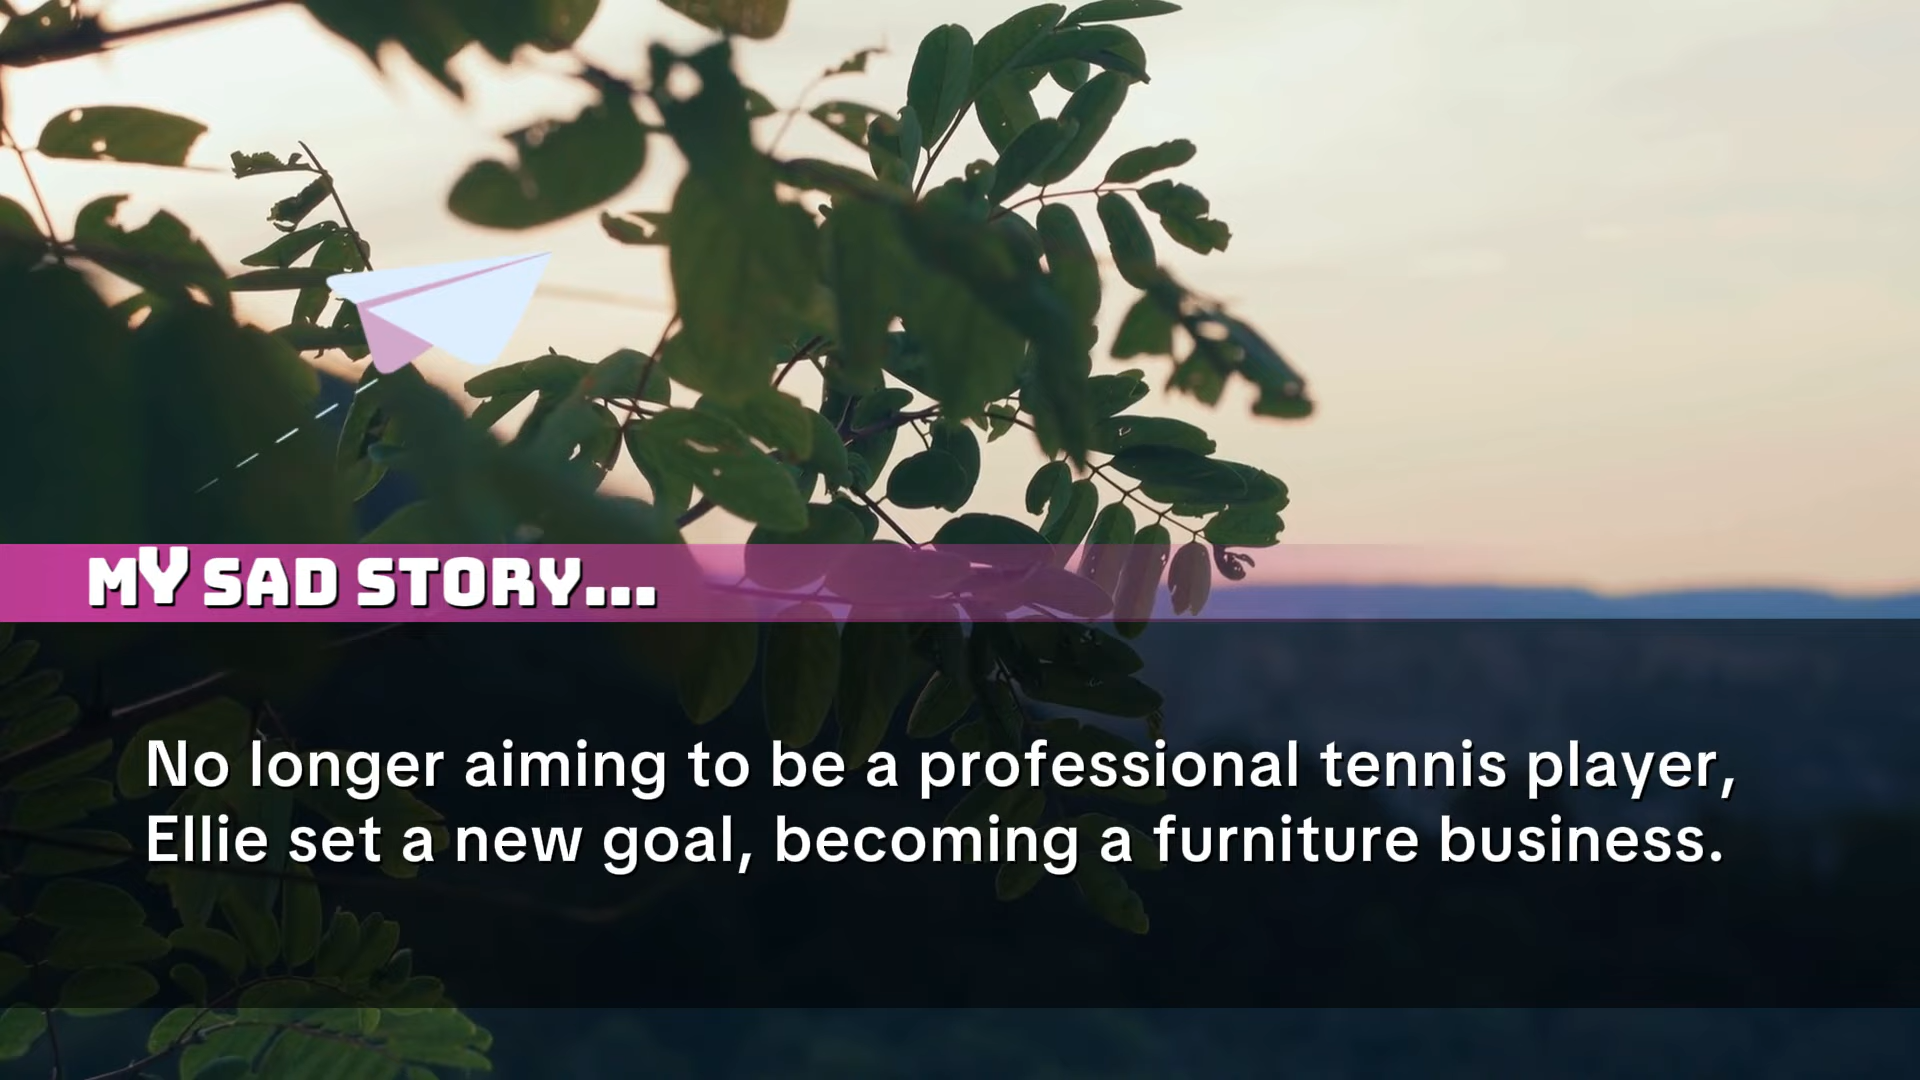 MY SAD STORY...
No longer aiming to be a professional tennis player,
Ellie set a new goal, becoming a furniture business.